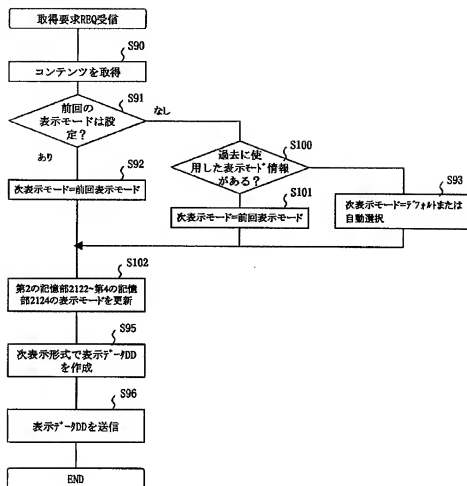 取得要求REQ受信
S90
コンテンツを取得
S91
前回の
表示モードは設
定?
なし
あり
S100
過去に使
用した表示モード情報
がある?
S92
次表示モード=前回表示モード
S101
次表示モード=前回表示モード
S93
次表示モード=デフォルトまたは
自動選択
S102
第2の記憶部2122~第4の記憶
部2124の表示モードを更新
S95
次表示形式で表示データDD
を作成
S96
表示データDDを送信
END